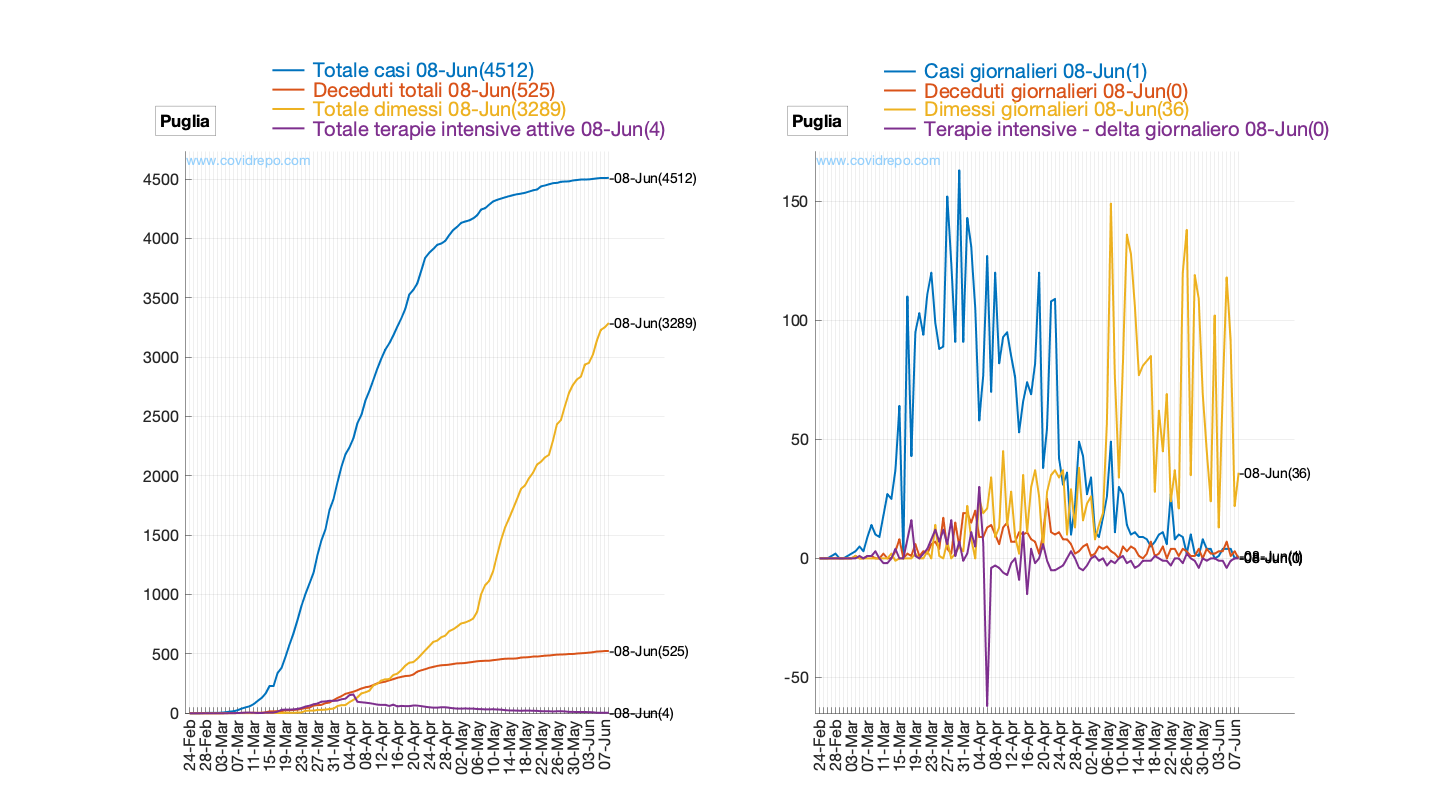 Totale casi 08-Jun(4512)
Deceduti totali 08-Jun(525)
Totale dimessi 08-Jun(3289)
Totale terapie intensive attive 08-Jun(4)
Puglia
www.covidrepo.com
4500
4000
3500
3000
2500
2000
1500
1000
500
0
-08-Jun(4512)
-08-Jun(3289)
-08-Jun(525)
-08-Jun(4)
24-Feb
28-Feb
03-Mar
07-Mar
11-Mar
15-Mar
19-Mar
23-Mar
27-Mar
31-Mar
04-Apr
08-Apr
12-Apr
16-Apr
20-Apr
24-Apr
28-Apr
02-May
06-May
10-May
14-May
18-May
22-May
26-May
30-May
03-Jun
07-Jun
Casi giornalieri 08-Jun(1)
Deceduti giornalieri 08-Jun(0)
Dimessi giornalieri 08-Jun(36)
Terapie intensive - delta giornaliero 08-Jun(0)
Puglia
www.covidrepo.com
150
100
50
0
-50
-08-Jun(36)
24-Feb
28-Feb
03-Mar
07-Mar
11-Mar
15-Mar
19-Mar
23-Mar
27-Mar
31-Mar
04-Apr
08-Apr
12-Apr
16-Apr
20-Apr
24-Apr
28-Apr
02-May
06-May
10-May
14-May
18-May
22-May
26-May
30-May
03-Jun
07-Jun